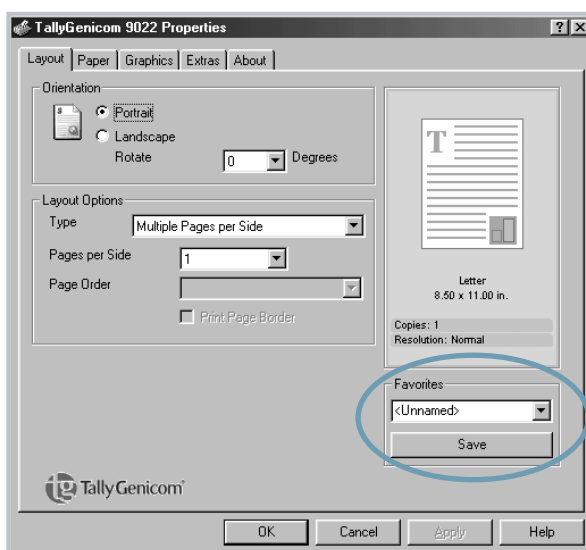 TallyGenicom 9022 Properties
? X
Layout Paper Graphics Extras About
Orientation
Portrait
Landscape
Rotate 0 Degrees
Layout Options
Type Multiple Pages per Side
Pages per Side 1
Page Order
Print Page Border
T
Letter
8.50 x 11.00 in.
Copies: 1
Resolution: Normal
Favorites
<Unnamed>
Save
tg TallyGenicom
OK Cancel Apply Help